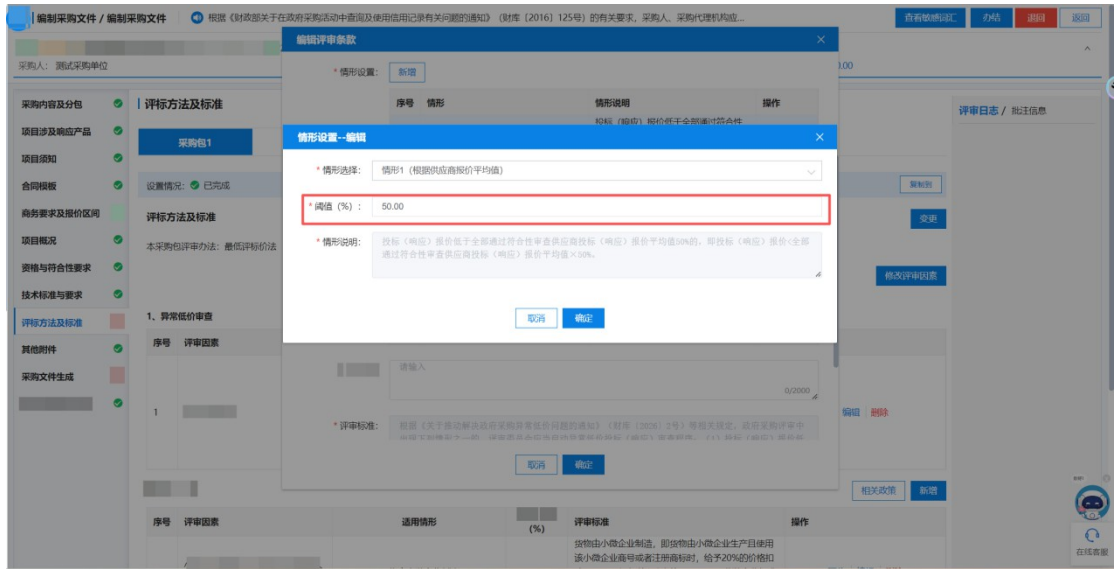 编制采购文件 / 编制采购文件
根据《财政部关于在政府采购活动中查询及使用信用记录有关问题的通知》(财库〔2016〕125号)的有关要求，采购人、采购代理机构应...
查看敏感词汇 办结 退回 返回
采购人： 测试采购单位
0.00
采购内容及分包
项目涉及响应产品
项目须知
合同模板
商务要求及报价区间
项目概况
资格与符合性要求
技术标准与要求
评标方法及标准
其他附件
采购文件生成
评标方法及标准
采购包1
设置情况： 已完成
复制到
评标方法及标准
变更
本采购包评审办法：最低评标价法
修改评审因素
1、异常低价审查
序号 评审因素
1
编辑 删除
相关政策 新增
序号 评审因素 适用情形 (%) 评审标准 操作
货物由小微企业制造，即货物由小微企业生产且使用
该小微企业商号或者注册商标时，给予20%的价格扣
评审日志 / 批注信息
在线客服
编辑评审条款
* 情形设置： 新增
序号 情形 情形说明 操作
投标（响应）报价低于全部通过符合性
请输入
0/2000
* 评审标准：
取消 确定
情形设置--编辑
* 情形选择： 情形1（根据供应商报价平均值）
* 阈值（%）： 50.00
* 情形说明： 投标（响应）报价低于全部通过符合性审查供应商投标（响应）报价平均值50%的，即投标（响应）报价<全部
通过符合性审查供应商投标（响应）报价平均值×50%。
取消 确定